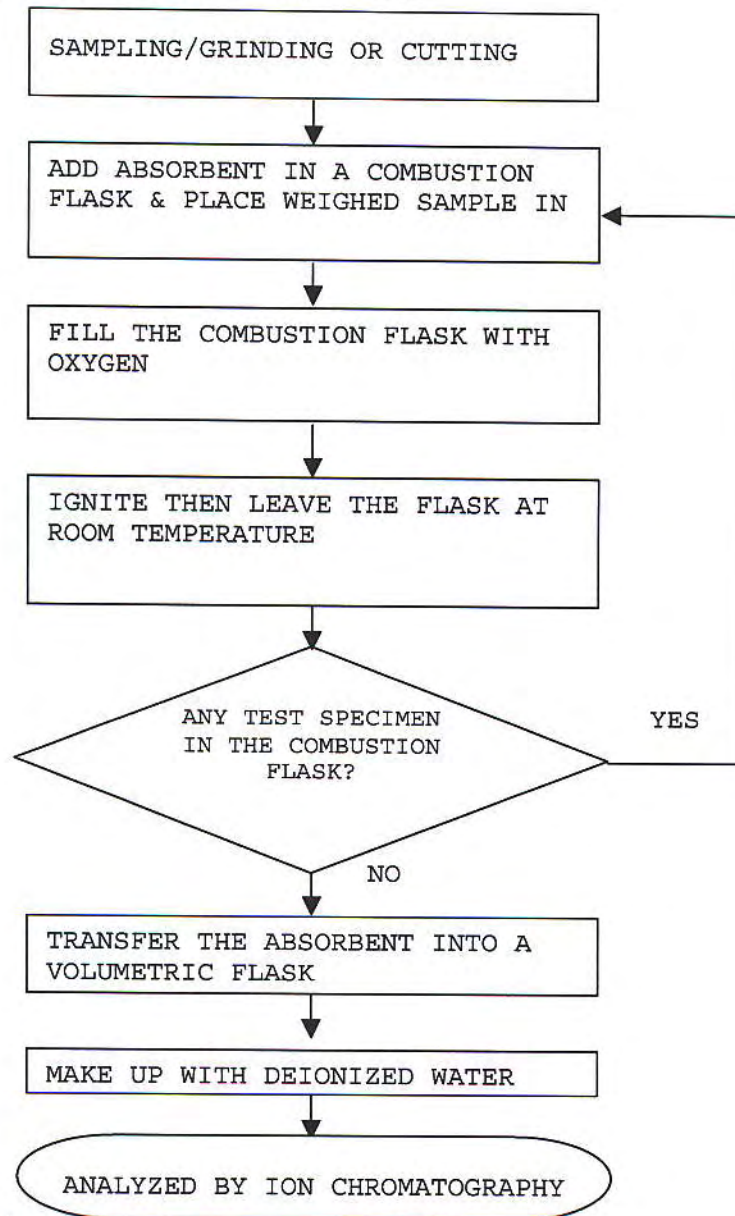 SAMPLING/GRINDING OR CUTTING
ADD ABSORBENT IN A COMBUSTION
FLASK & PLACE WEIGHED SAMPLE IN
FILL THE COMBUSTION FLASK WITH
OXYGEN
IGNITE THEN LEAVE THE FLASK AT
ROOM TEMPERATURE
ANY TEST SPECIMEN
IN THE COMBUSTION
FLASK?
YES
NO
TRANSFER THE ABSORBENT INTO A
VOLUMETRIC FLASK
MAKE UP WITH DEIONIZED WATER
ANALYZED BY ION CHROMATOGRAPHY